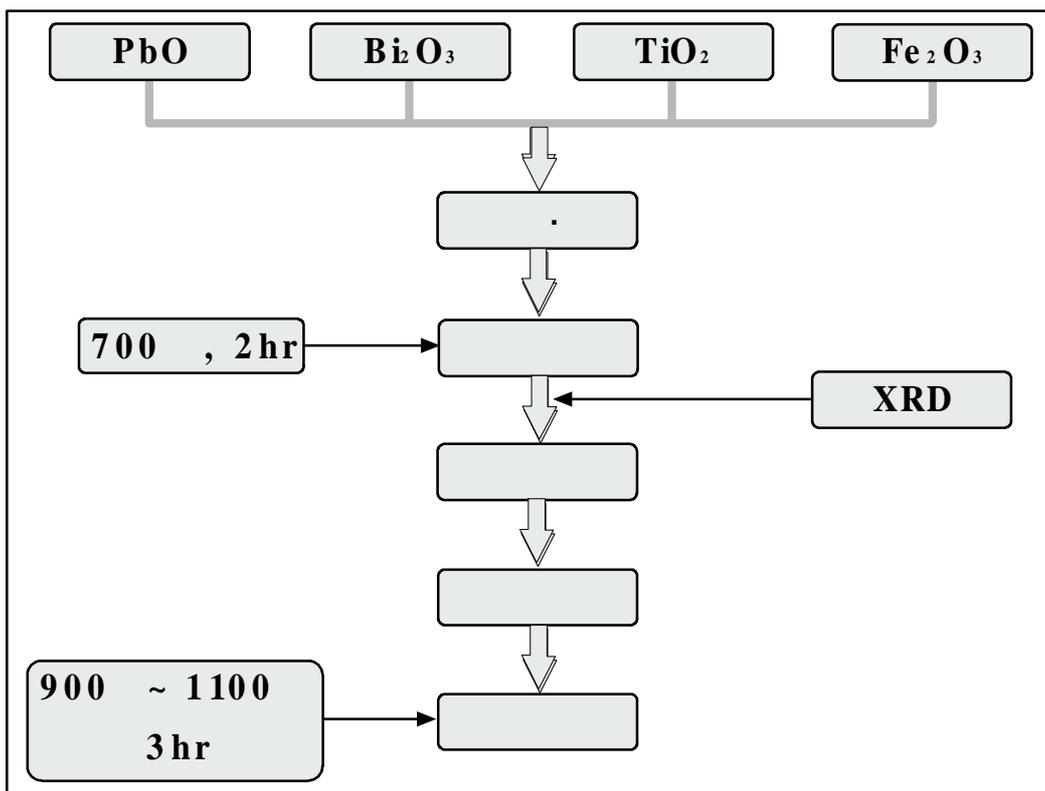 PbO
Bi₂O₃
TiO₂
Fe₂O₃
·
700 , 2hr
XRD
900 ~ 1100
3hr